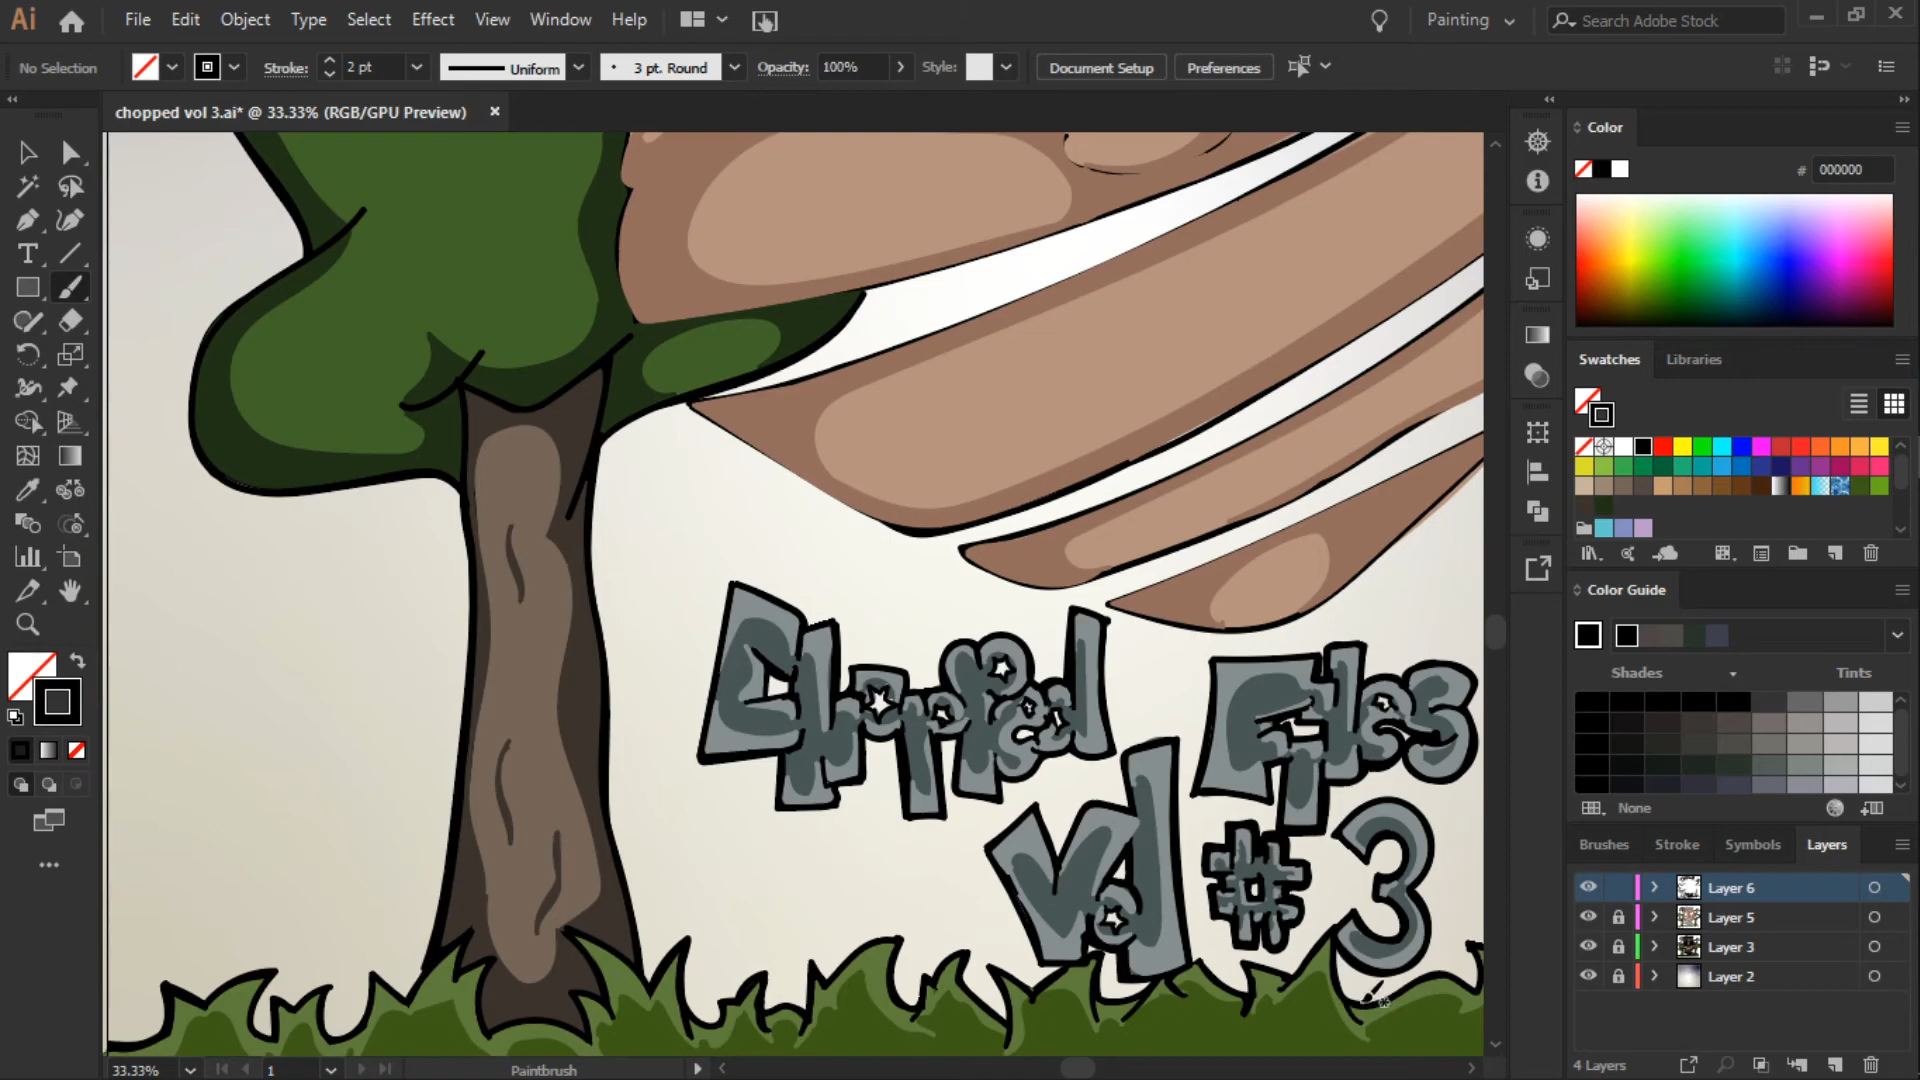 Ai File Edit Object Type Select Effect View Window Help Painting Search Adobe Stock
No Selection Stroke: 2 pt Uniform 3 pt. Round Opacity: 100% Style: Document Setup Preferences
chopped vol 3.ai* @ 33.33% (RGB/GPU Preview)
Color
# 000000
Swatches Libraries
Color Guide
Shades Tints
None
Brushes Stroke Symbols Layers
Layer 6
Layer 5
Layer 3
Layer 2
4 Layers
Chopped Files
Vol # 3
33.33% 1 Paintbrush